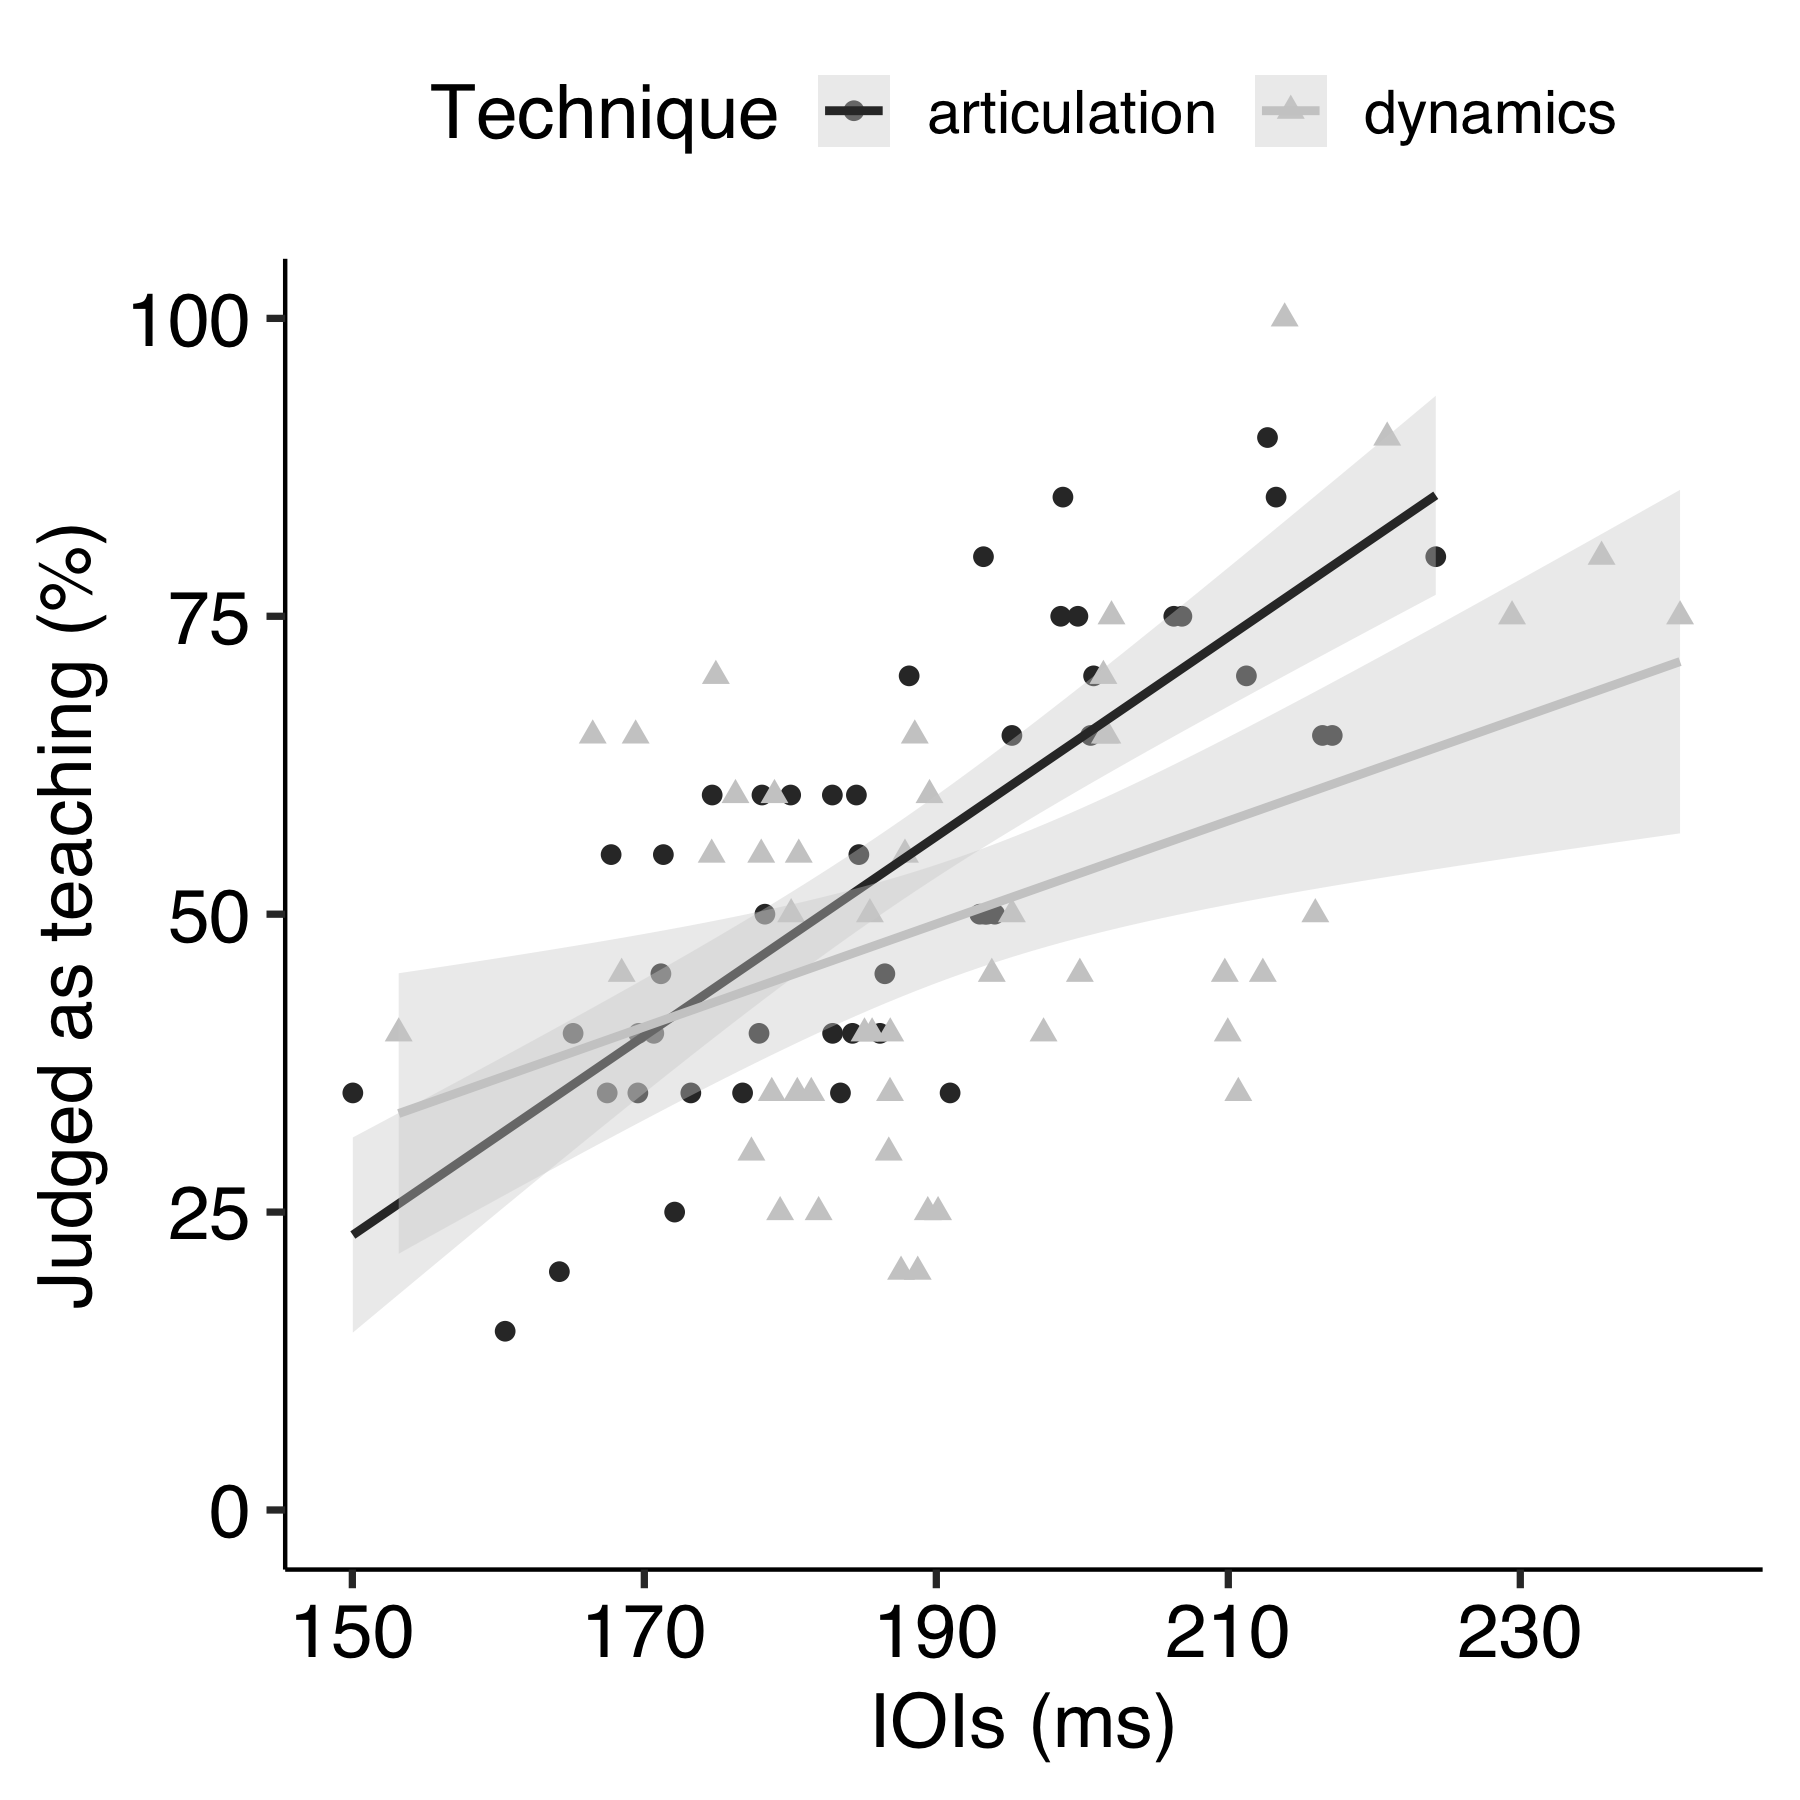 Technique articulation dynamics
Judged as teaching (%)
100
75
50
25
0
150 170 190 210 230
IOIs (ms)